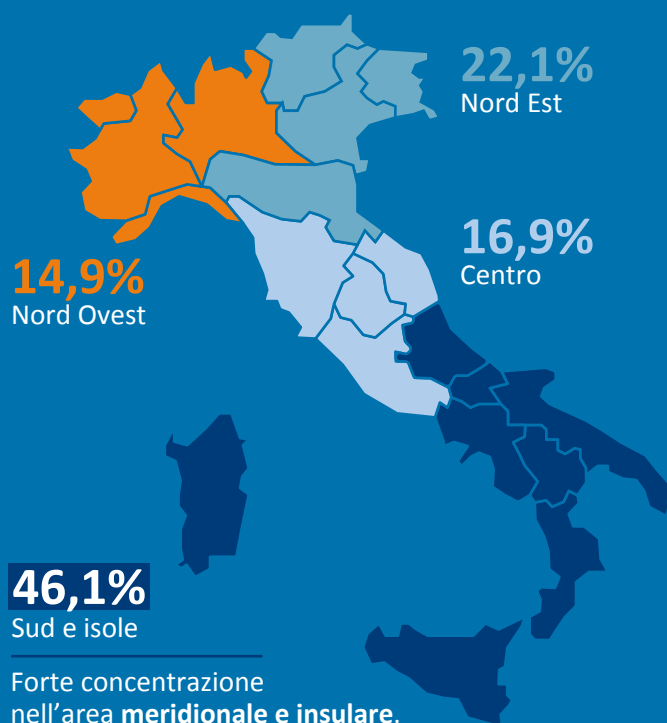 22,1%
Nord Est
16,9%
Centro
14,9%
Nord Ovest
46,1%
Sud e isole
Forte concentrazione
nell'area meridionale e insulare.